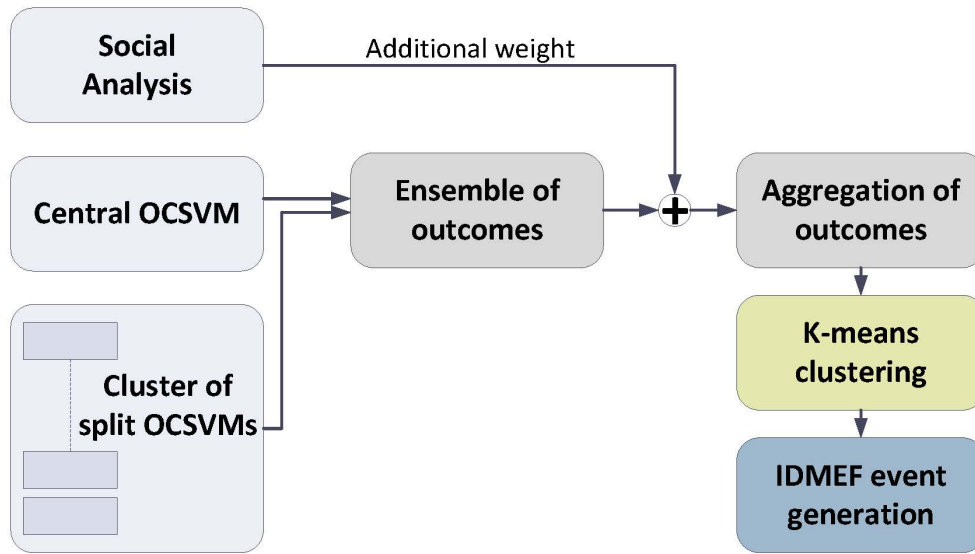 Social
Analysis
Additional weight
Central OCSVM
Ensemble of
outcomes
Aggregation of
outcomes
Cluster of
split OCSVMs
K-means
clustering
IDMEF event
generation